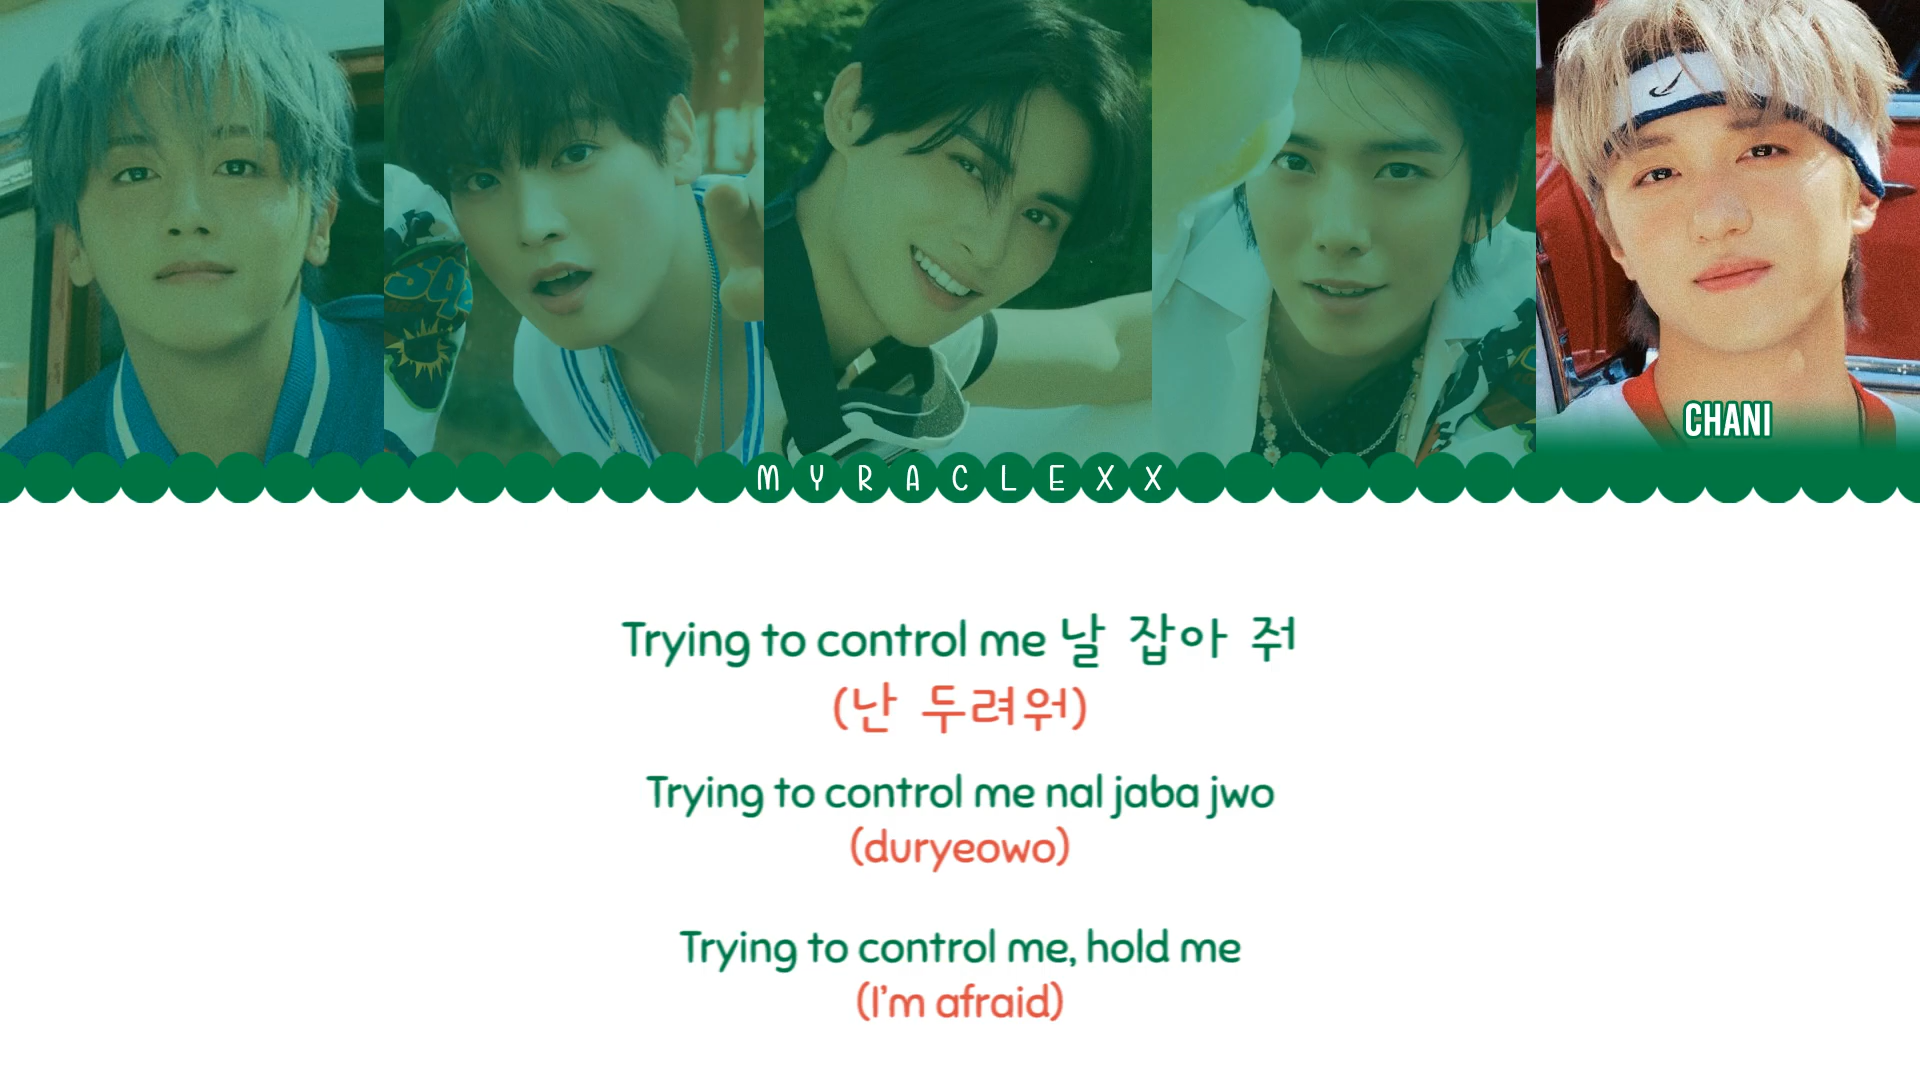 CHANI
MYRACLEXX
Trying to control me 날 잡아 줘
(난 두려워)
Trying to control me nal jaba jwo
(duryeowo)
Trying to control me, hold me
(I'm afraid)